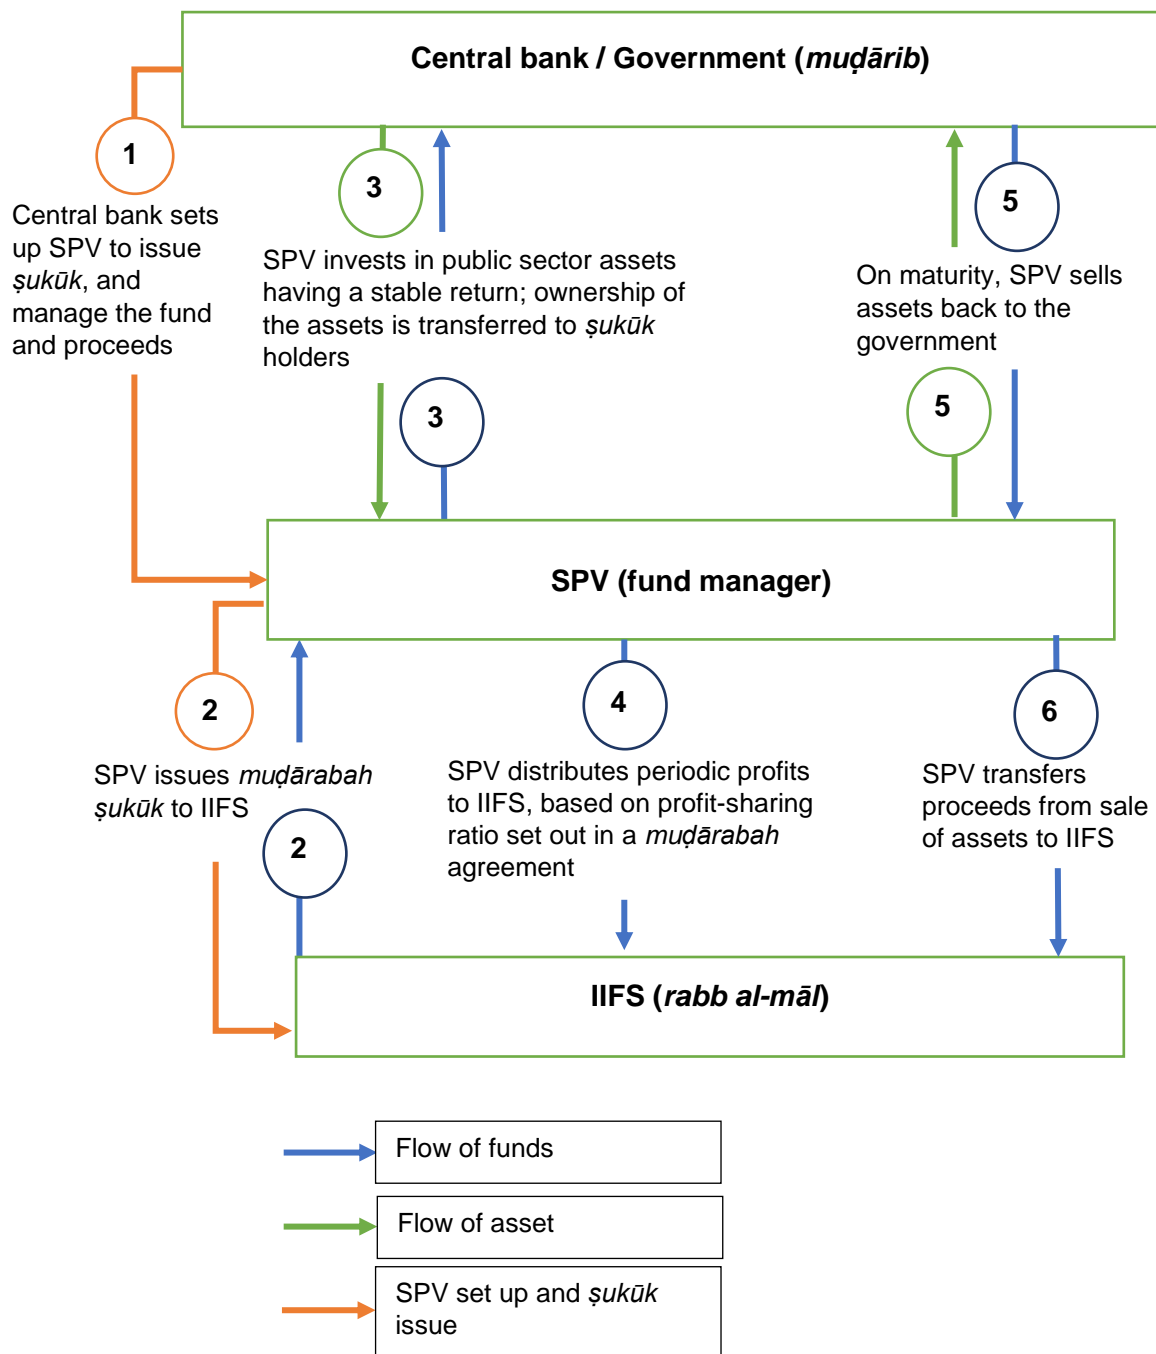 Central bank / Government (muḍārib)
1
Central bank sets
up SPV to issue
ṣukūk, and
manage the fund
and proceeds
3
SPV invests in public sector assets
having a stable return; ownership of
the assets is transferred to ṣukūk
holders
3
5
On maturity, SPV sells
assets back to the
government
5
SPV (fund manager)
2
SPV issues muḍārabah
ṣukūk to IIFS
2
4
SPV distributes periodic profits
to IIFS, based on profit-sharing
ratio set out in a muḍārabah
agreement
6
SPV transfers
proceeds from sale
of assets to IIFS
IIFS (rabb al-māl)
Flow of funds
Flow of asset
SPV set up and ṣukūk
issue